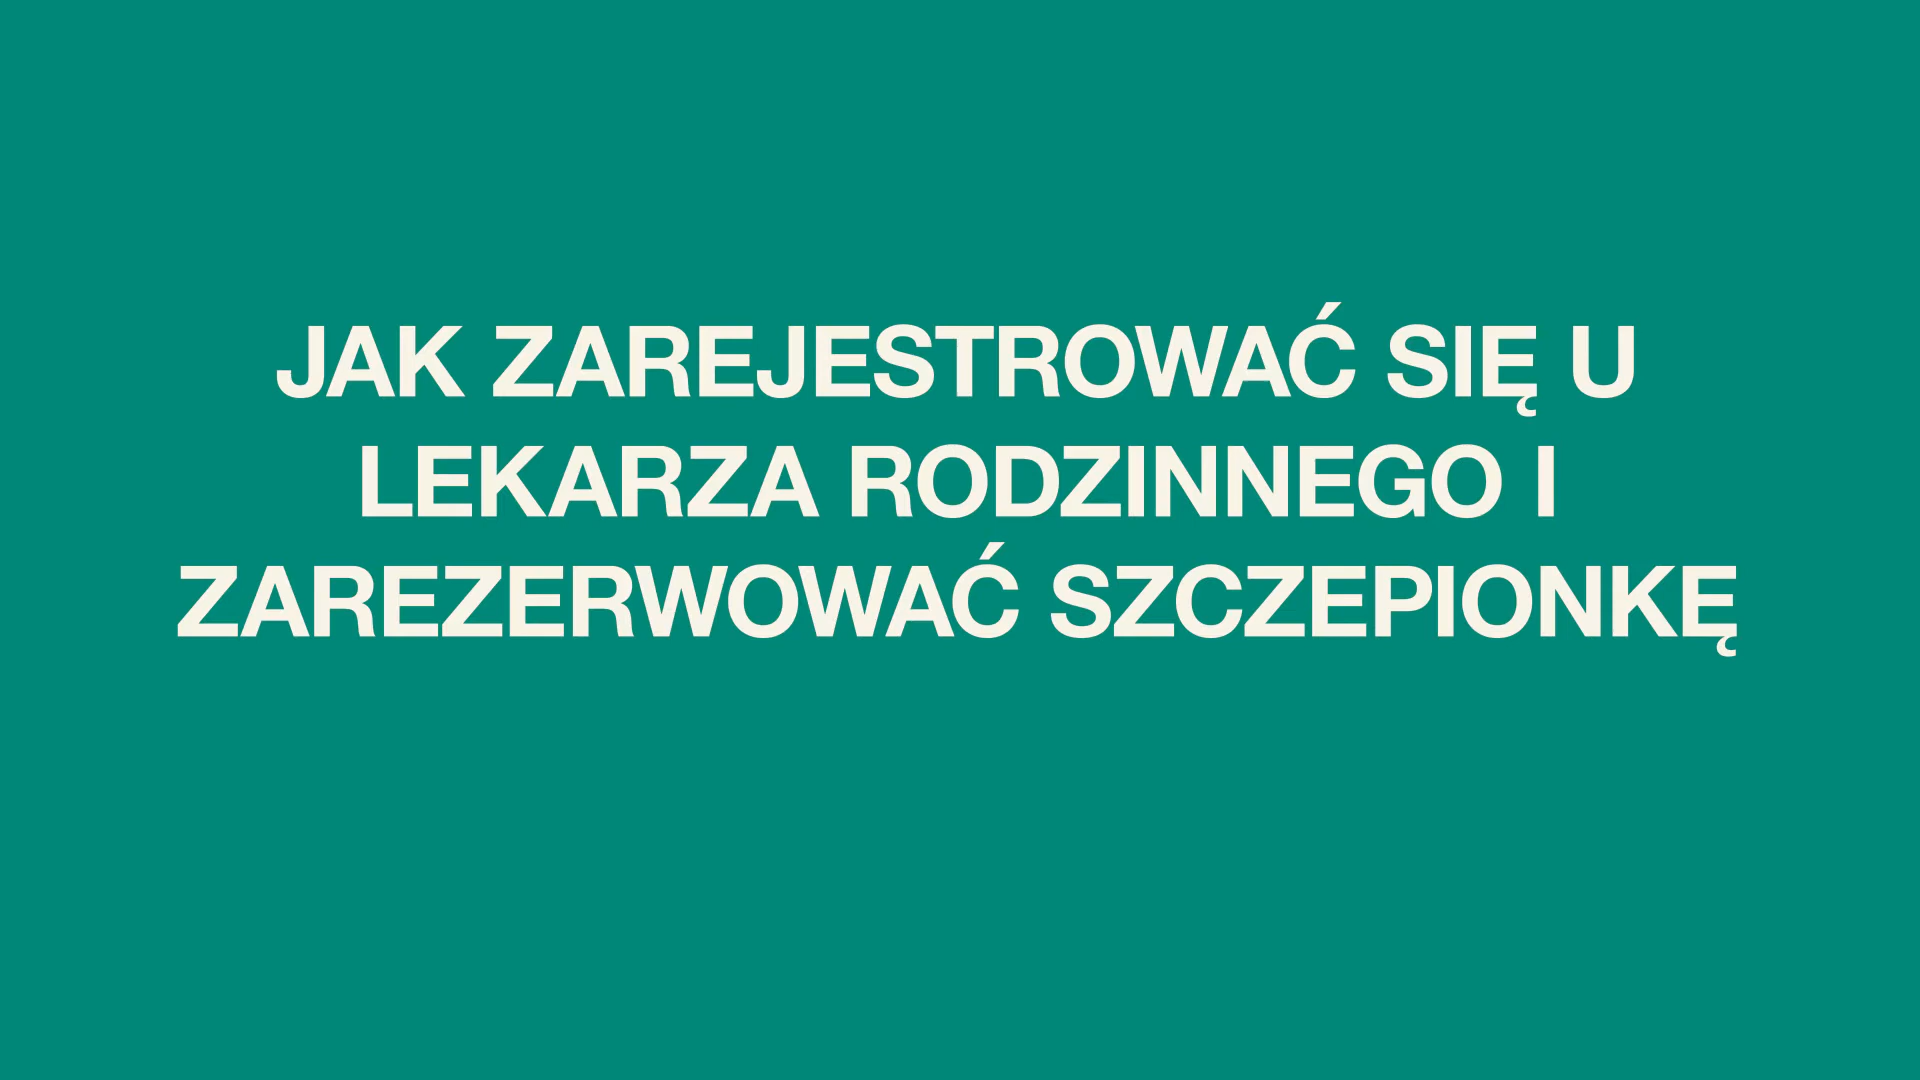 JAK ZAREJESTROWAĆ SIĘ U
LEKARZA RODZINNEGO I
ZAREZERWOWAĆ SZCZEPIONKĘ